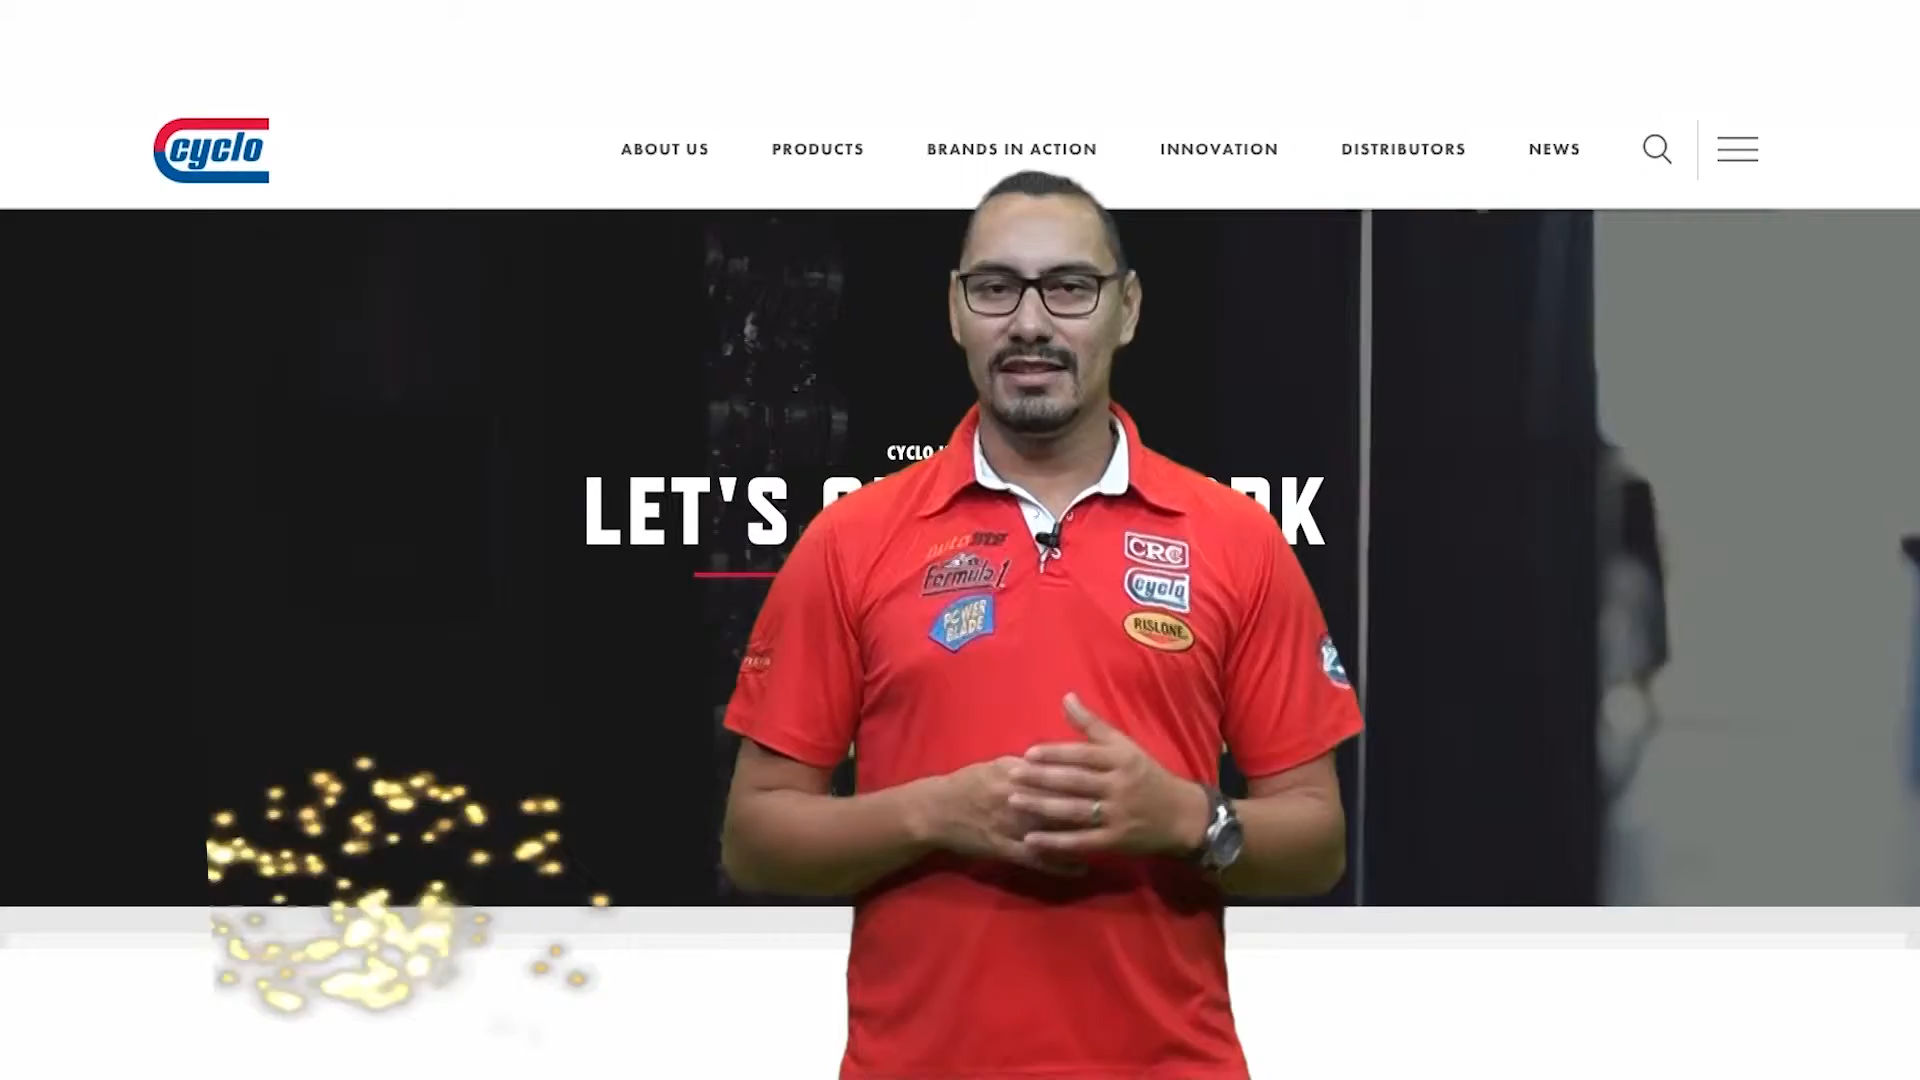 cyclo
ABOUT US
PRODUCTS
BRANDS IN ACTION
INNOVATION
DISTRIBUTORS
NEWS
CYCLO
LET'S
RK
Formula 1
POWER
BLADE
CRC
cyclo
RISLONE